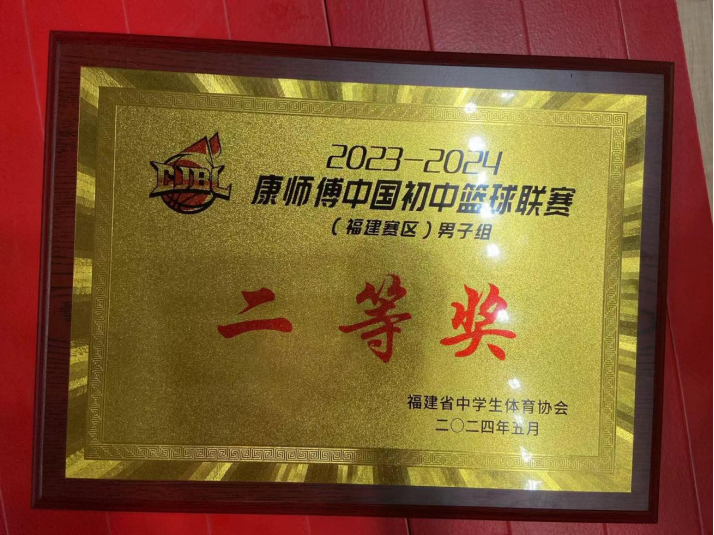 CJBL
2023-2024
康师傅中国初中篮球联赛
（福建赛区）男子组
二等奖
福建省中学生体育协会
二〇二四年五月